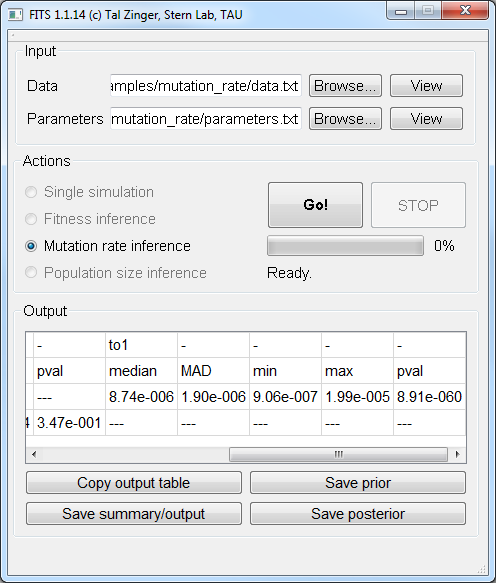 FITS 1.1.14 (c) Tal Zinger, Stern Lab, TAU
Input
Data amples/mutation_rate/data.txt Browse... View
Parameters mutation_rate/parameters.txt Browse... View
Actions
Single simulation
Go! STOP
Fitness inference
Mutation rate inference 0%
Population size inference Ready.
Output
- to1 - - - -
pval median MAD min max pval
--- 8.74e-006 1.90e-006 9.06e-007 1.99e-005 8.91e-060
4 3.47e-001 --- --- --- --- ---
Copy output table Save prior
Save summary/output Save posterior